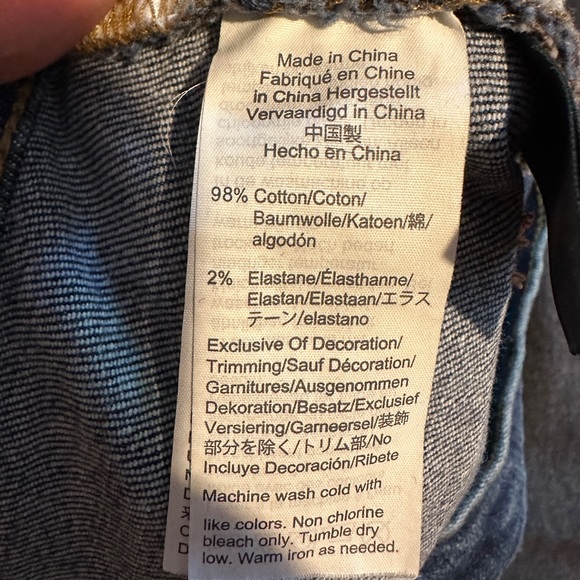 Made in China
Fabriqué en Chine
in China Hergestellt
Vervaardigd in China
中国製
Hecho en China
98% Cotton/Coton/
Baumwolle/Katoen/綿/
algodón
2% Elastane/Élasthanne/
Elastan/Elastaan/エラス
テーン/elastano
Exclusive Of Decoration/
Trimming/Sauf Décoration/
Garnitures/Ausgenommen
Dekoration/Besatz/Exclusief
Versiering/Garneersel/装飾
部分を除く/トリム部/No
Incluye Decoración/Ribete
Machine wash cold with
like colors. Non chlorine
bleach only. Tumble dry
low. Warm iron as needed.